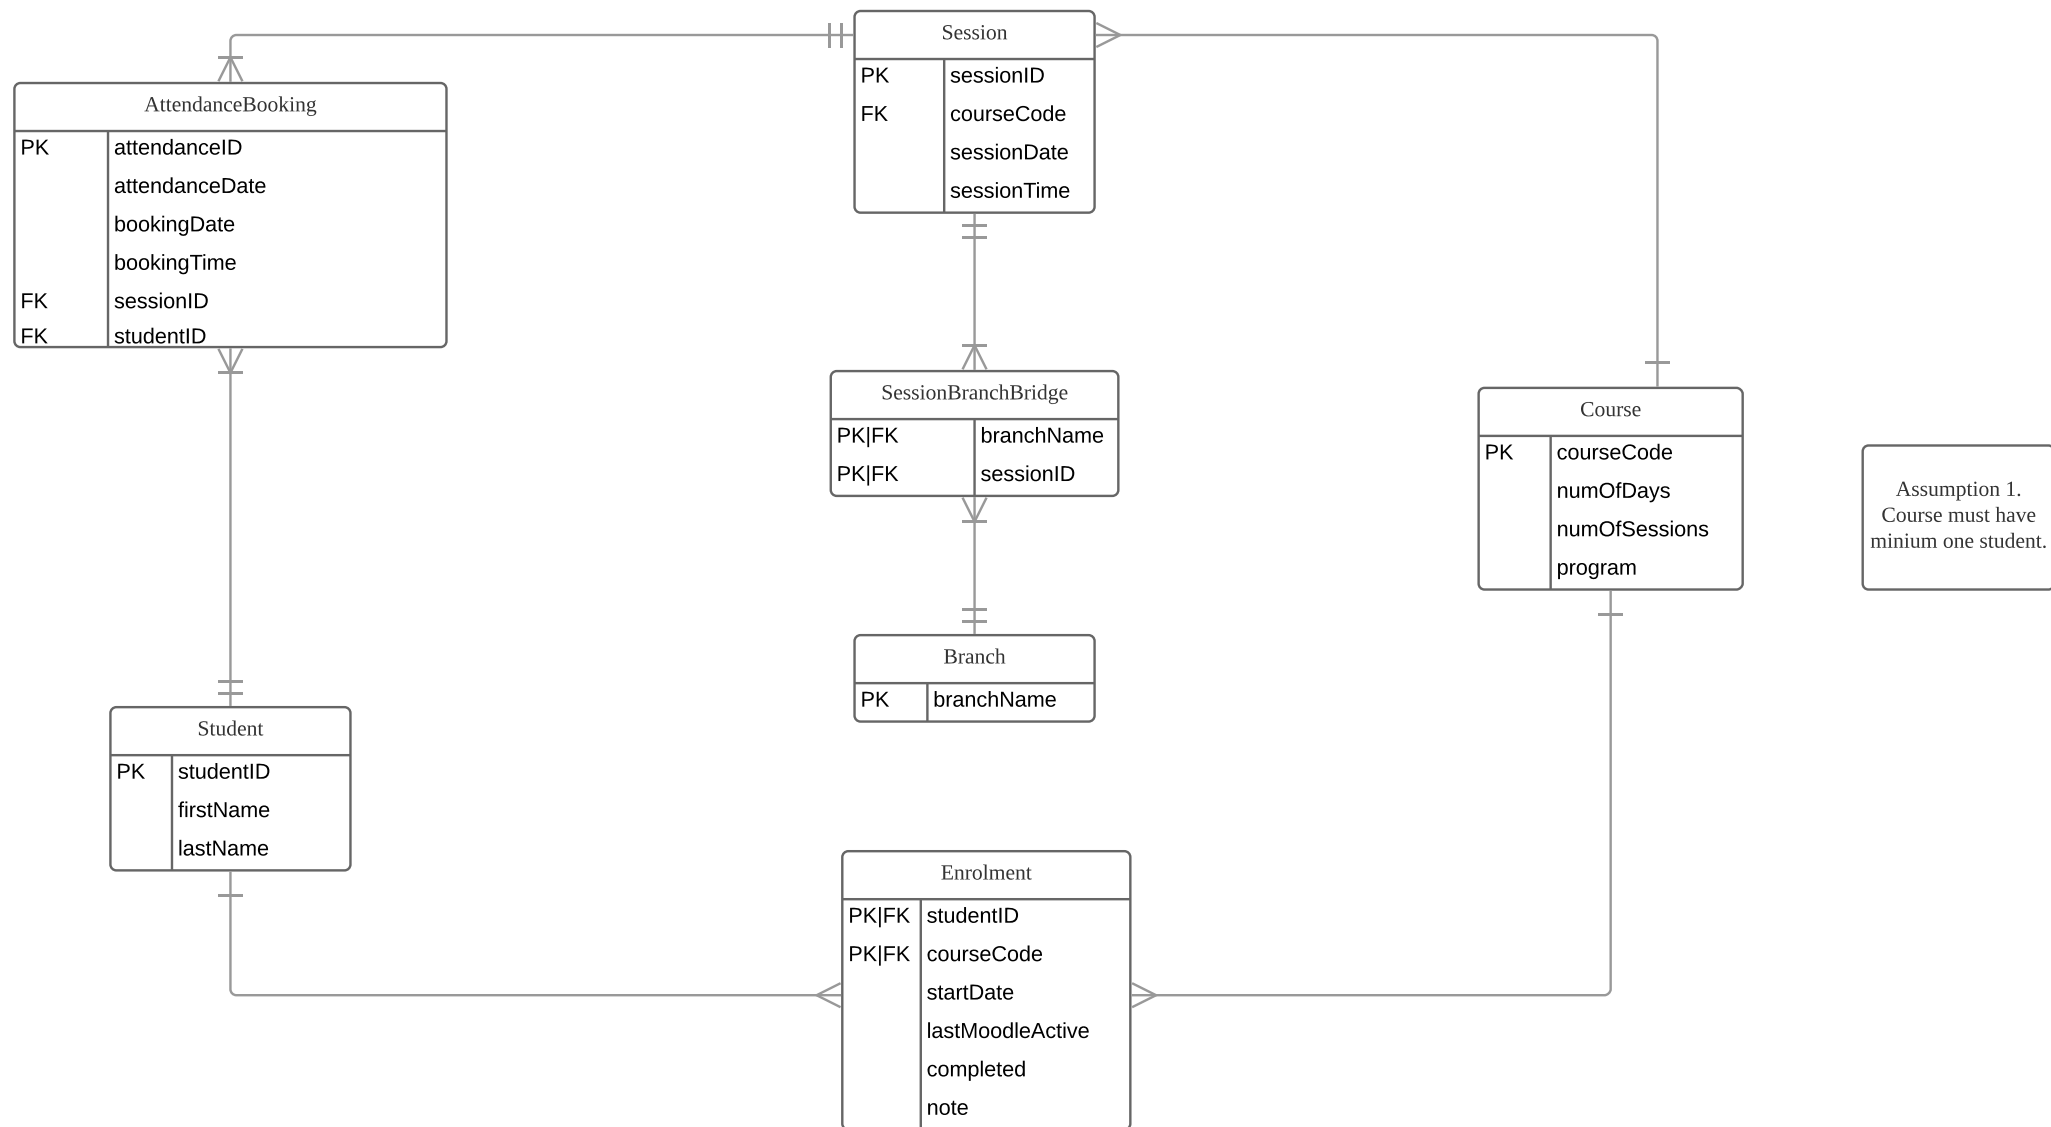 Session
PK sessionID
FK courseCode
sessionDate
sessionTime
AttendanceBooking
PK attendanceID
attendanceDate
bookingDate
bookingTime
FK sessionID
FK studentID
SessionBranchBridge
PK|FK branchName
PK|FK sessionID
Course
PK courseCode
numOfDays
numOfSessions
program
Assumption 1.
Course must have
minium one student.
Branch
PK branchName
Student
PK studentID
firstName
lastName
Enrolment
PK|FK studentID
PK|FK courseCode
startDate
lastMoodleActive
completed
note